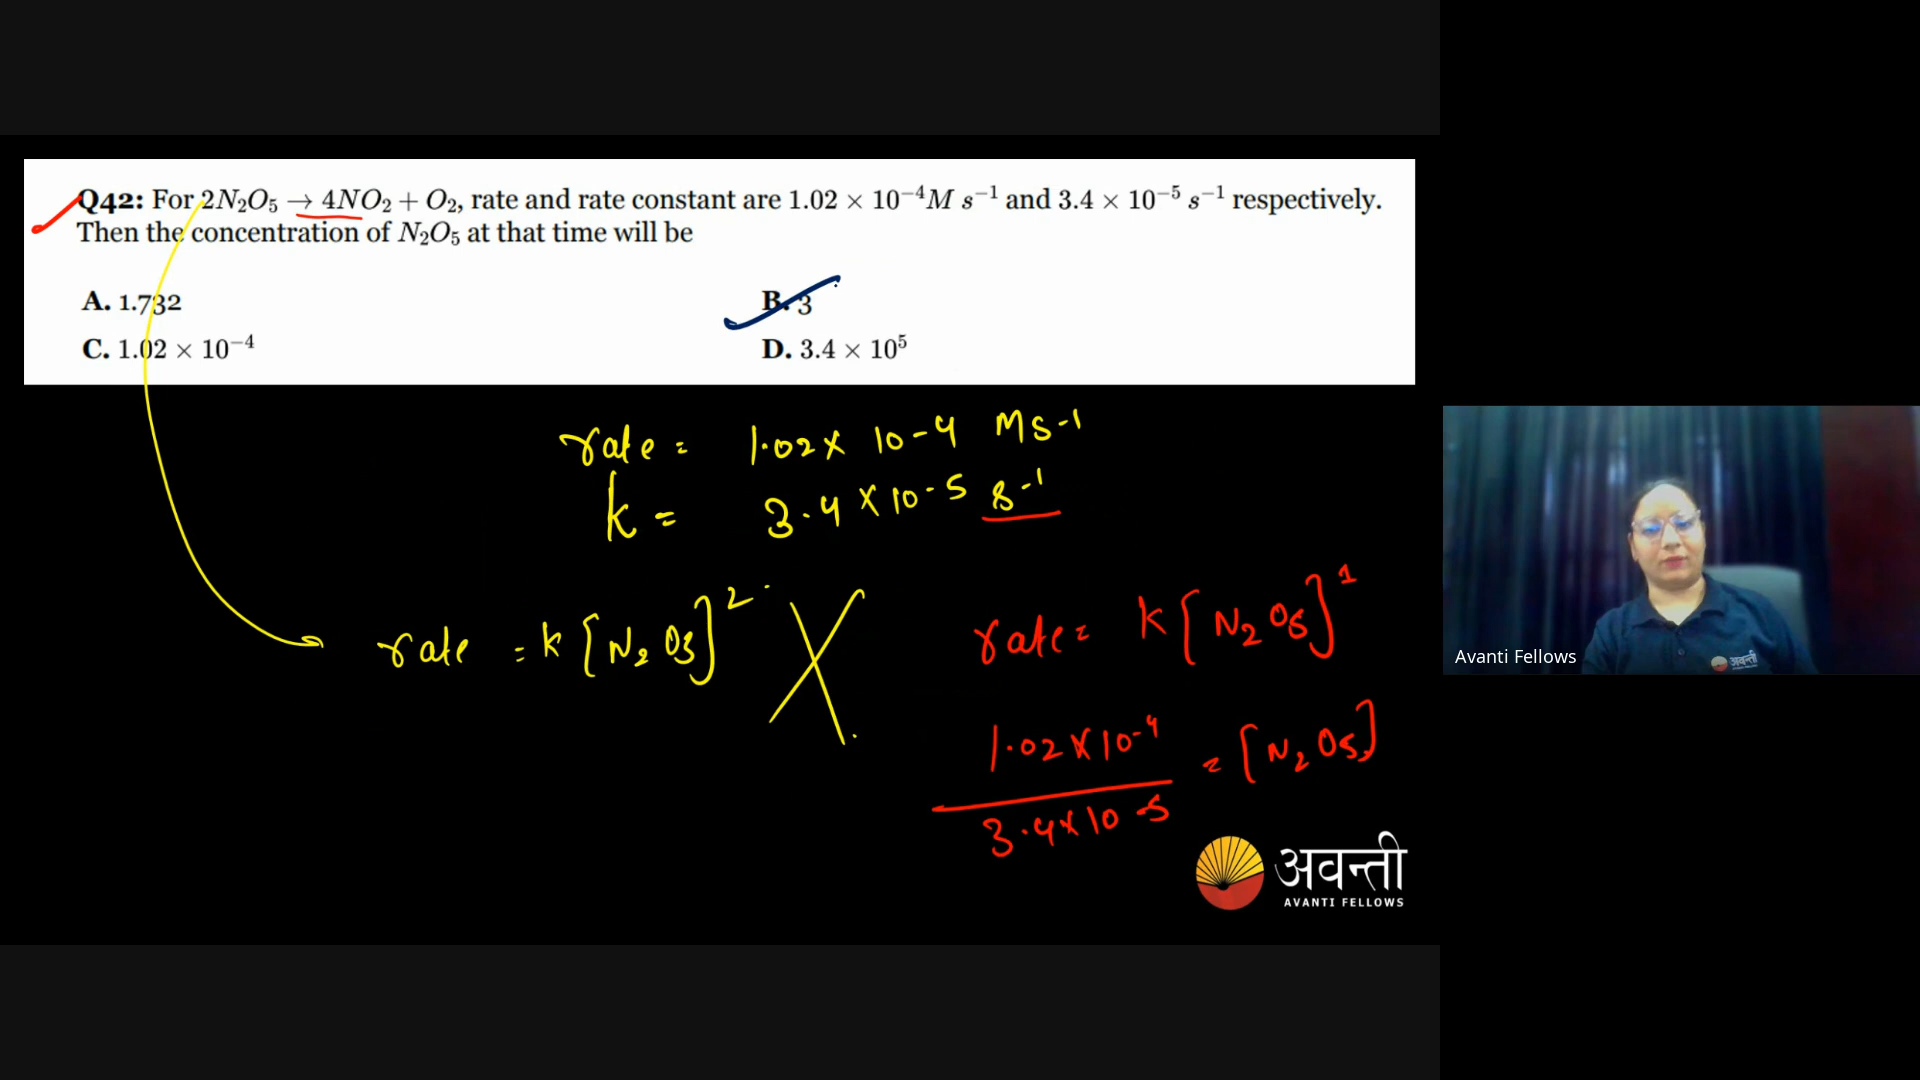 Q42: For 2N₂O₅ → 4NO₂ + O₂, rate and rate constant are 1.02 × 10⁻⁴M s⁻¹ and 3.4 × 10⁻⁵ s⁻¹ respectively.
Then the concentration of N₂O₅ at that time will be
A. 1.732
B. 3
C. 1.02 × 10⁻⁴
D. 3.4 × 10⁵
rate = 1.02 x 10-4 MS-1
k = 3.4 x 10-5 s-1
rate = k [N₂O5]²
rate = k [N₂O5]¹
1.02 x 10-4 = [N₂O5]
3.4 x 10-5
Avanti Fellows
अवन्ती
अवन्ती
AVANTI FELLOWS